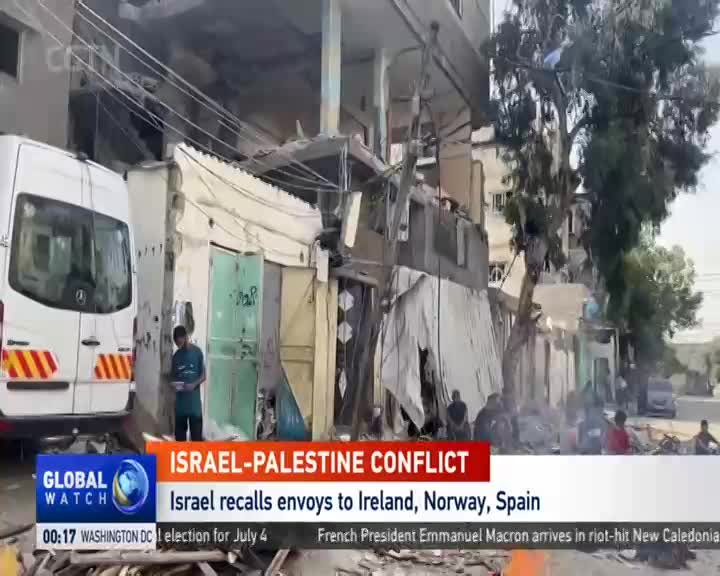 CGTN
ISRAEL-PALESTINE CONFLICT
Israel recalls envoys to Ireland, Norway, Spain
GLOBAL
WATCH
00:17 WASHINGTON DC
l election for July 4 French President Emmanuel Macron arrives in riot-hit New Caledonia